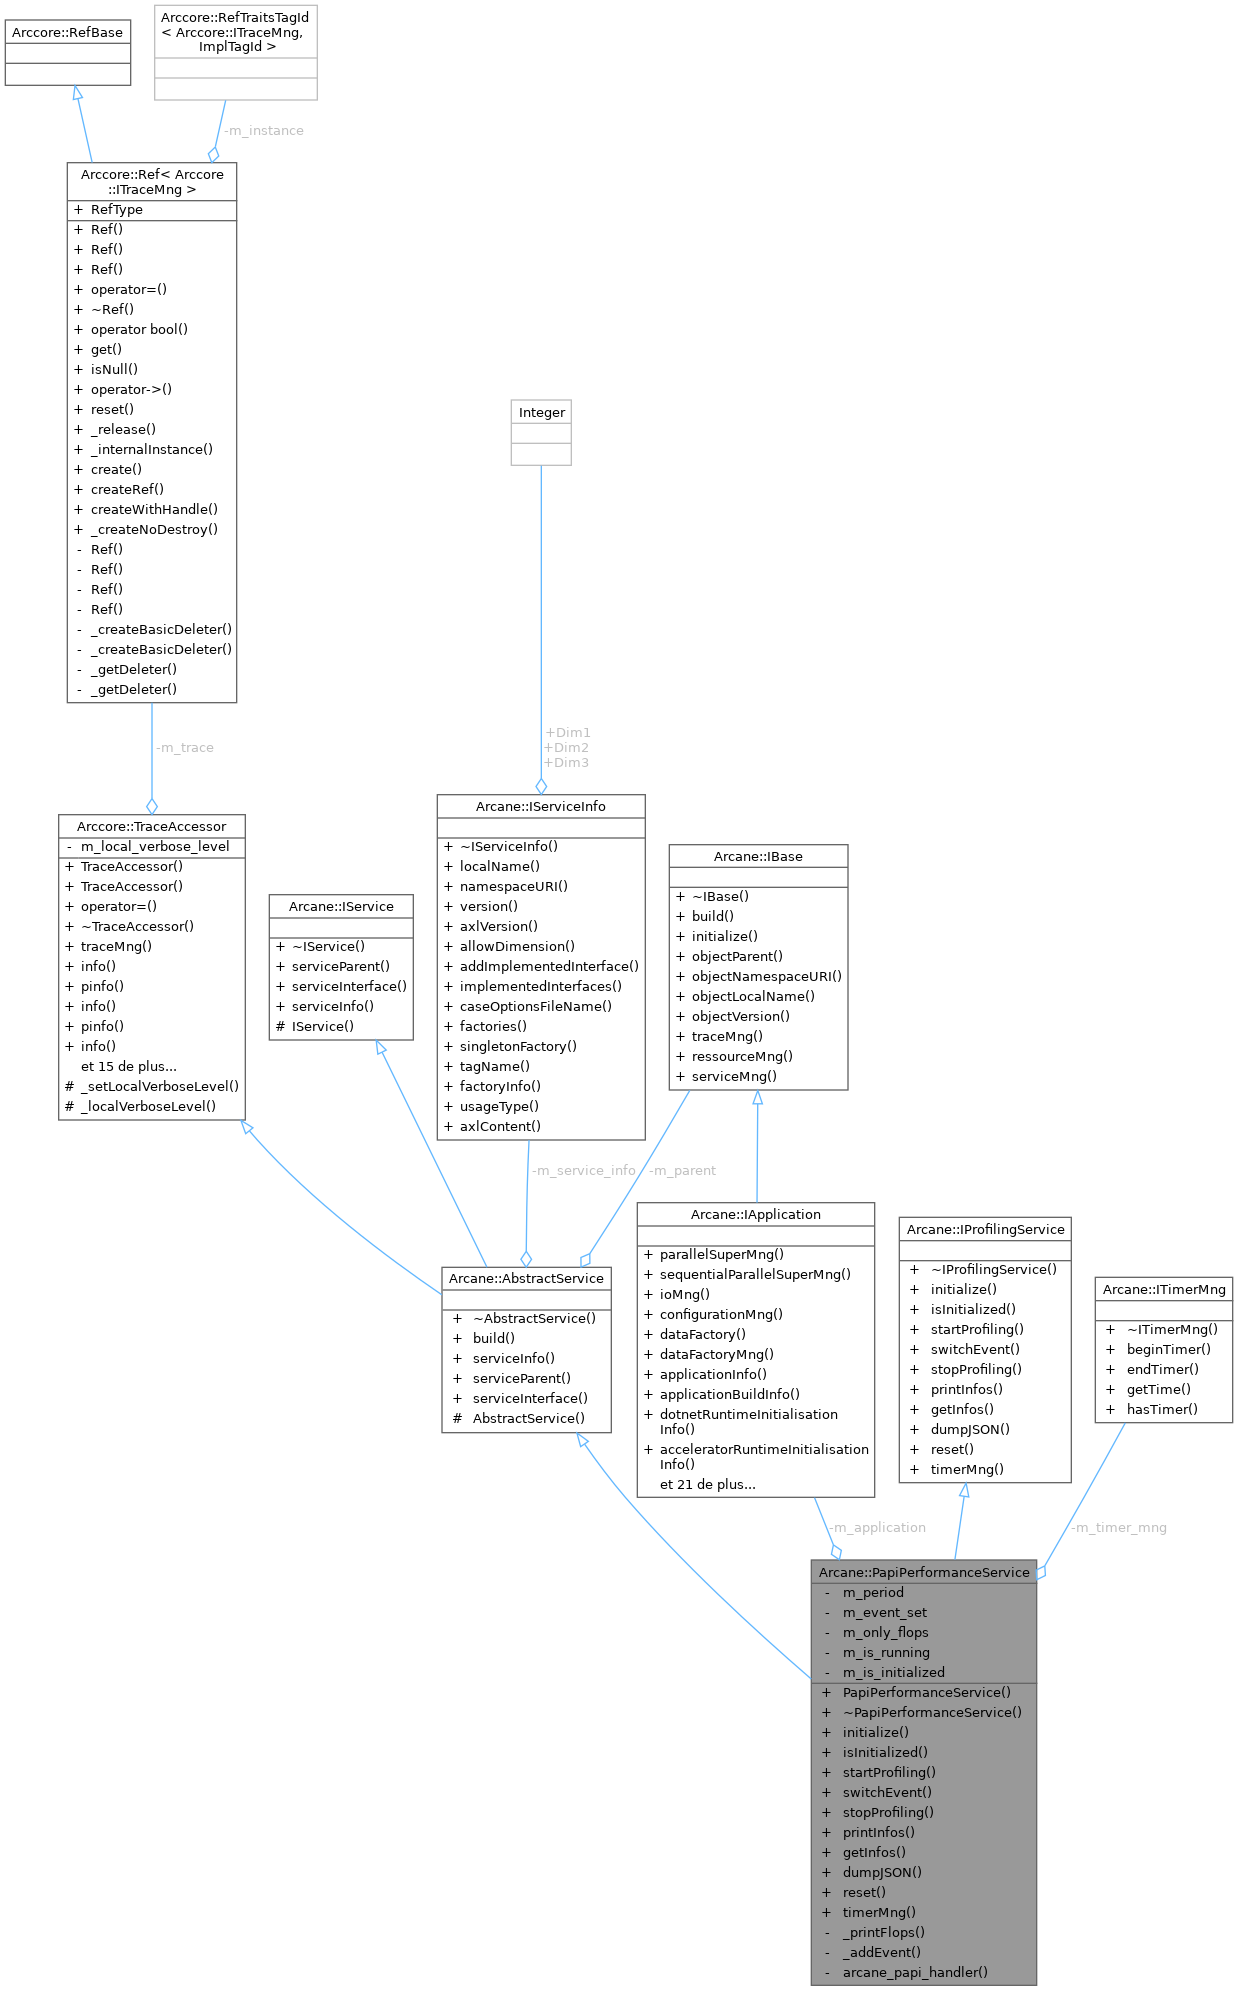 Arccore::RefBase
Arccore::RefTraitsTagId
< Arccore::ITraceMng,
ImplTagId >
-m_instance
Arccore::Ref< Arccore
::ITraceMng >
+ RefType
+ Ref()
+ Ref()
+ Ref()
+ operator=()
+ ~Ref()
+ operator bool()
+ get()
+ isNull()
+ operator->()
+ reset()
+ _release()
+ _internalInstance()
+ create()
+ createRef()
+ createWithHandle()
+ _createNoDestroy()
- Ref()
- Ref()
- Ref()
- Ref()
- _createBasicDeleter()
- _createBasicDeleter()
- _getDeleter()
- _getDeleter()
-m_trace
Arccore::TraceAccessor
- m_local_verbose_level
+ TraceAccessor()
+ TraceAccessor()
+ operator=()
+ ~TraceAccessor()
+ traceMng()
+ info()
+ pinfo()
+ info()
+ pinfo()
+ info()
et 15 de plus...
# _setLocalVerboseLevel()
# _localVerboseLevel()
Arcane::IService
+ ~IService()
+ serviceParent()
+ serviceInterface()
+ serviceInfo()
# IService()
Integer
+Dim1
+Dim2
+Dim3
Arcane::IServiceInfo
+ ~IServiceInfo()
+ localName()
+ namespaceURI()
+ version()
+ axlVersion()
+ allowDimension()
+ addImplementedInterface()
+ implementedInterfaces()
+ caseOptionsFileName()
+ factories()
+ singletonFactory()
+ tagName()
+ factoryInfo()
+ usageType()
+ axlContent()
Arcane::IBase
+ ~IBase()
+ build()
+ initialize()
+ objectParent()
+ objectNamespaceURI()
+ objectLocalName()
+ objectVersion()
+ traceMng()
+ ressourceMng()
+ serviceMng()
-m_service_info
-m_parent
Arcane::AbstractService
+ ~AbstractService()
+ build()
+ serviceInfo()
+ serviceParent()
+ serviceInterface()
# AbstractService()
Arcane::IApplication
+ parallelSuperMng()
+ sequentialParallelSuperMng()
+ ioMng()
+ configurationMng()
+ dataFactory()
+ dataFactoryMng()
+ applicationInfo()
+ applicationBuildInfo()
+ dotnetRuntimeInitialisation
Info()
+ acceleratorRuntimeInitialisation
Info()
et 21 de plus...
Arcane::IProfilingService
+ ~IProfilingService()
+ initialize()
+ isInitialized()
+ startProfiling()
+ switchEvent()
+ stopProfiling()
+ printInfos()
+ getInfos()
+ dumpJSON()
+ reset()
+ timerMng()
Arcane::ITimerMng
+ ~ITimerMng()
+ beginTimer()
+ endTimer()
+ getTime()
+ hasTimer()
-m_application
-m_timer_mng
Arcane::PapiPerformanceService
- m_period
- m_event_set
- m_only_flops
- m_is_running
- m_is_initialized
+ PapiPerformanceService()
+ ~PapiPerformanceService()
+ initialize()
+ isInitialized()
+ startProfiling()
+ switchEvent()
+ stopProfiling()
+ printInfos()
+ getInfos()
+ dumpJSON()
+ reset()
+ timerMng()
- _printFlops()
- _addEvent()
- arcane_papi_handler()